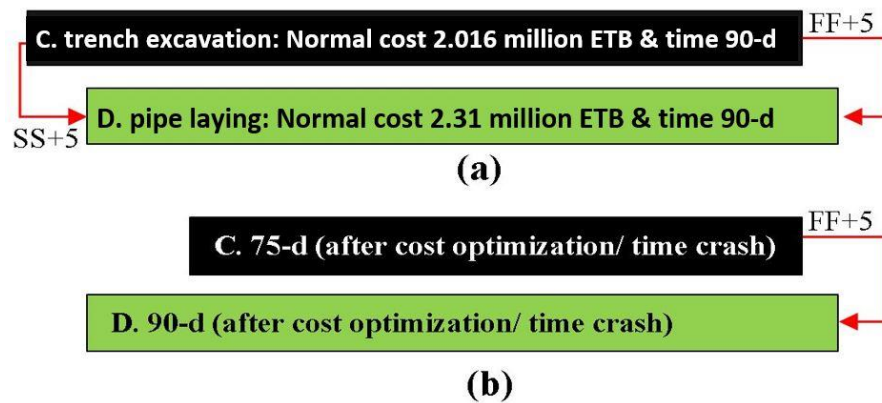 C. trench excavation: Normal cost 2.016 million ETB & time 90-d
FF+5
D. pipe laying: Normal cost 2.31 million ETB & time 90-d
SS+5
(a)
C. 75-d (after cost optimization/ time crash)
FF+5
D. 90-d (after cost optimization/ time crash)
(b)